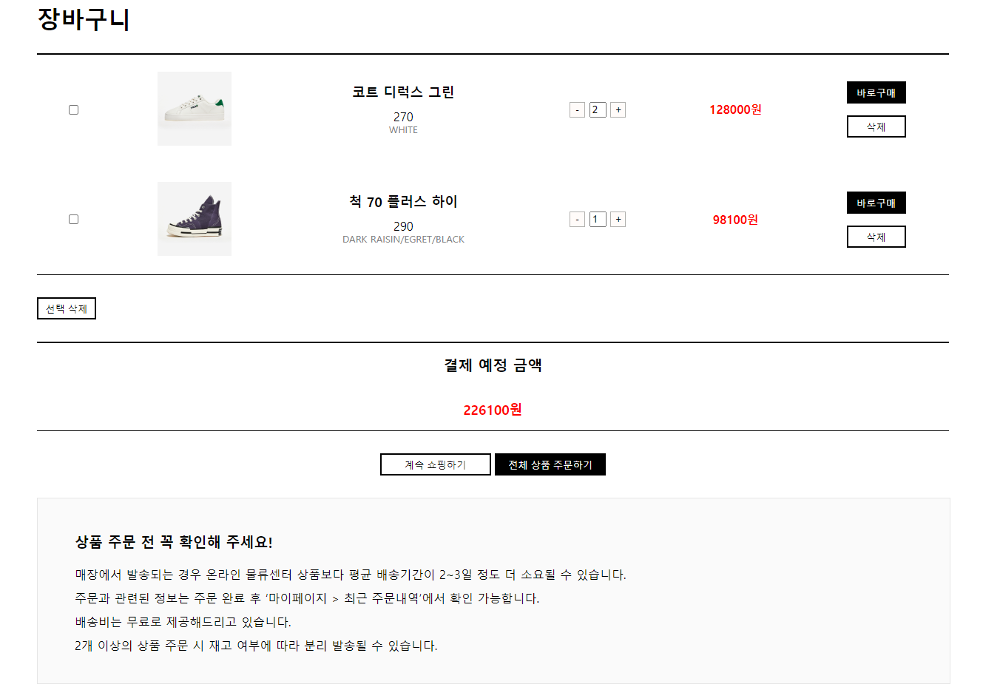 장바구니
코트 디럭스 그린
270
WHITE
- 2 +
128000원
바로구매
삭제
척 70 플러스 하이
290
DARK RAISIN/EGRET/BLACK
- 1 +
98100원
바로구매
삭제
선택 삭제
결제 예정 금액
226100원
계속 쇼핑하기 전체 상품 주문하기
상품 주문 전 꼭 확인해 주세요!
매장에서 발송되는 경우 온라인 물류센터 상품보다 평균 배송기간이 2~3일 정도 더 소요될 수 있습니다.
주문과 관련된 정보는 주문 완료 후 ‘마이페이지 > 최근 주문내역’에서 확인 가능합니다.
배송비는 무료로 제공해드리고 있습니다.
2개 이상의 상품 주문 시 재고 여부에 따라 분리 발송될 수 있습니다.